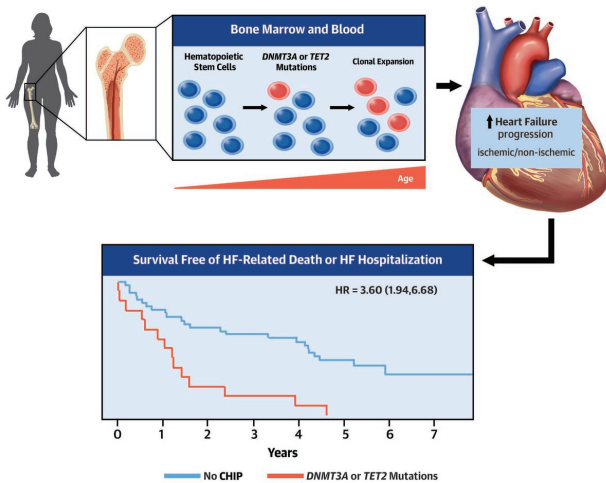 Bone Marrow and Blood
Hematopoietic
Stem Cells
DNMT3A or TET2
Mutations
Clonal Expansion
Age
Heart Failure
progression
ischemic/non-ischemic
Survival Free of HF-Related Death or HF Hospitalization
HR = 3.60 (1.94,6.68)
0 1 2 3 4 5 6 7
Years
No CHIP DNMT3A or TET2 Mutations